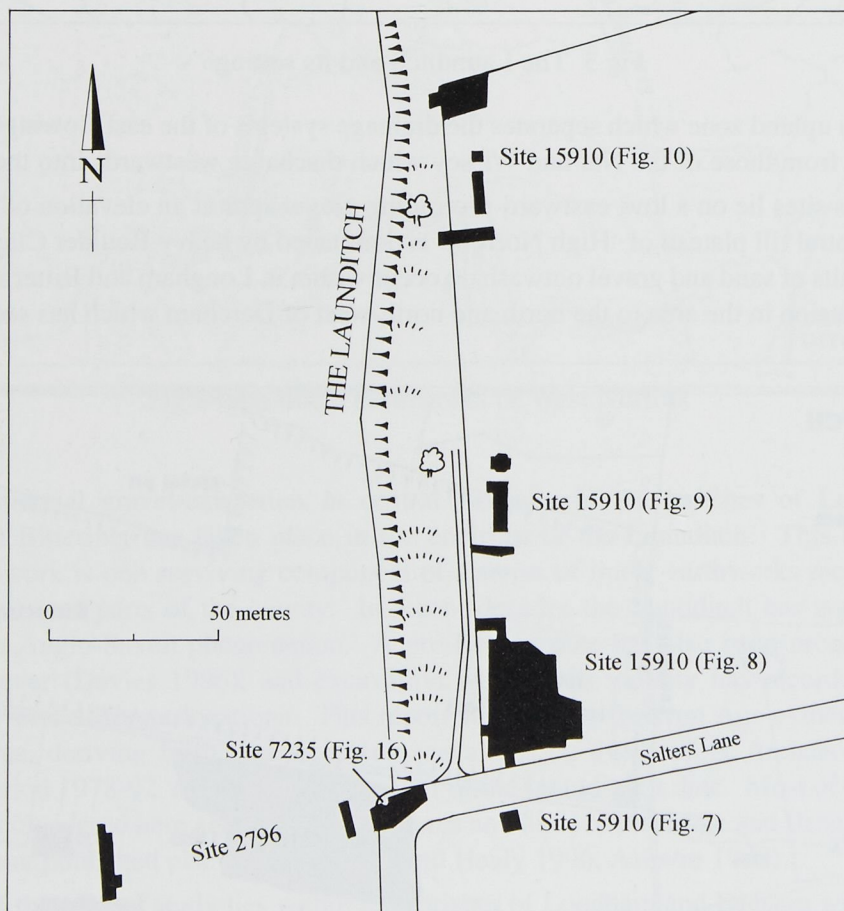 N
Site 15910 (Fig. 10)
THE LAUNDITCH
Site 15910 (Fig. 9)
0 50 metres
Site 15910 (Fig. 8)
Salters Lane
Site 7235 (Fig. 16)
Site 15910 (Fig. 7)
Site 2796